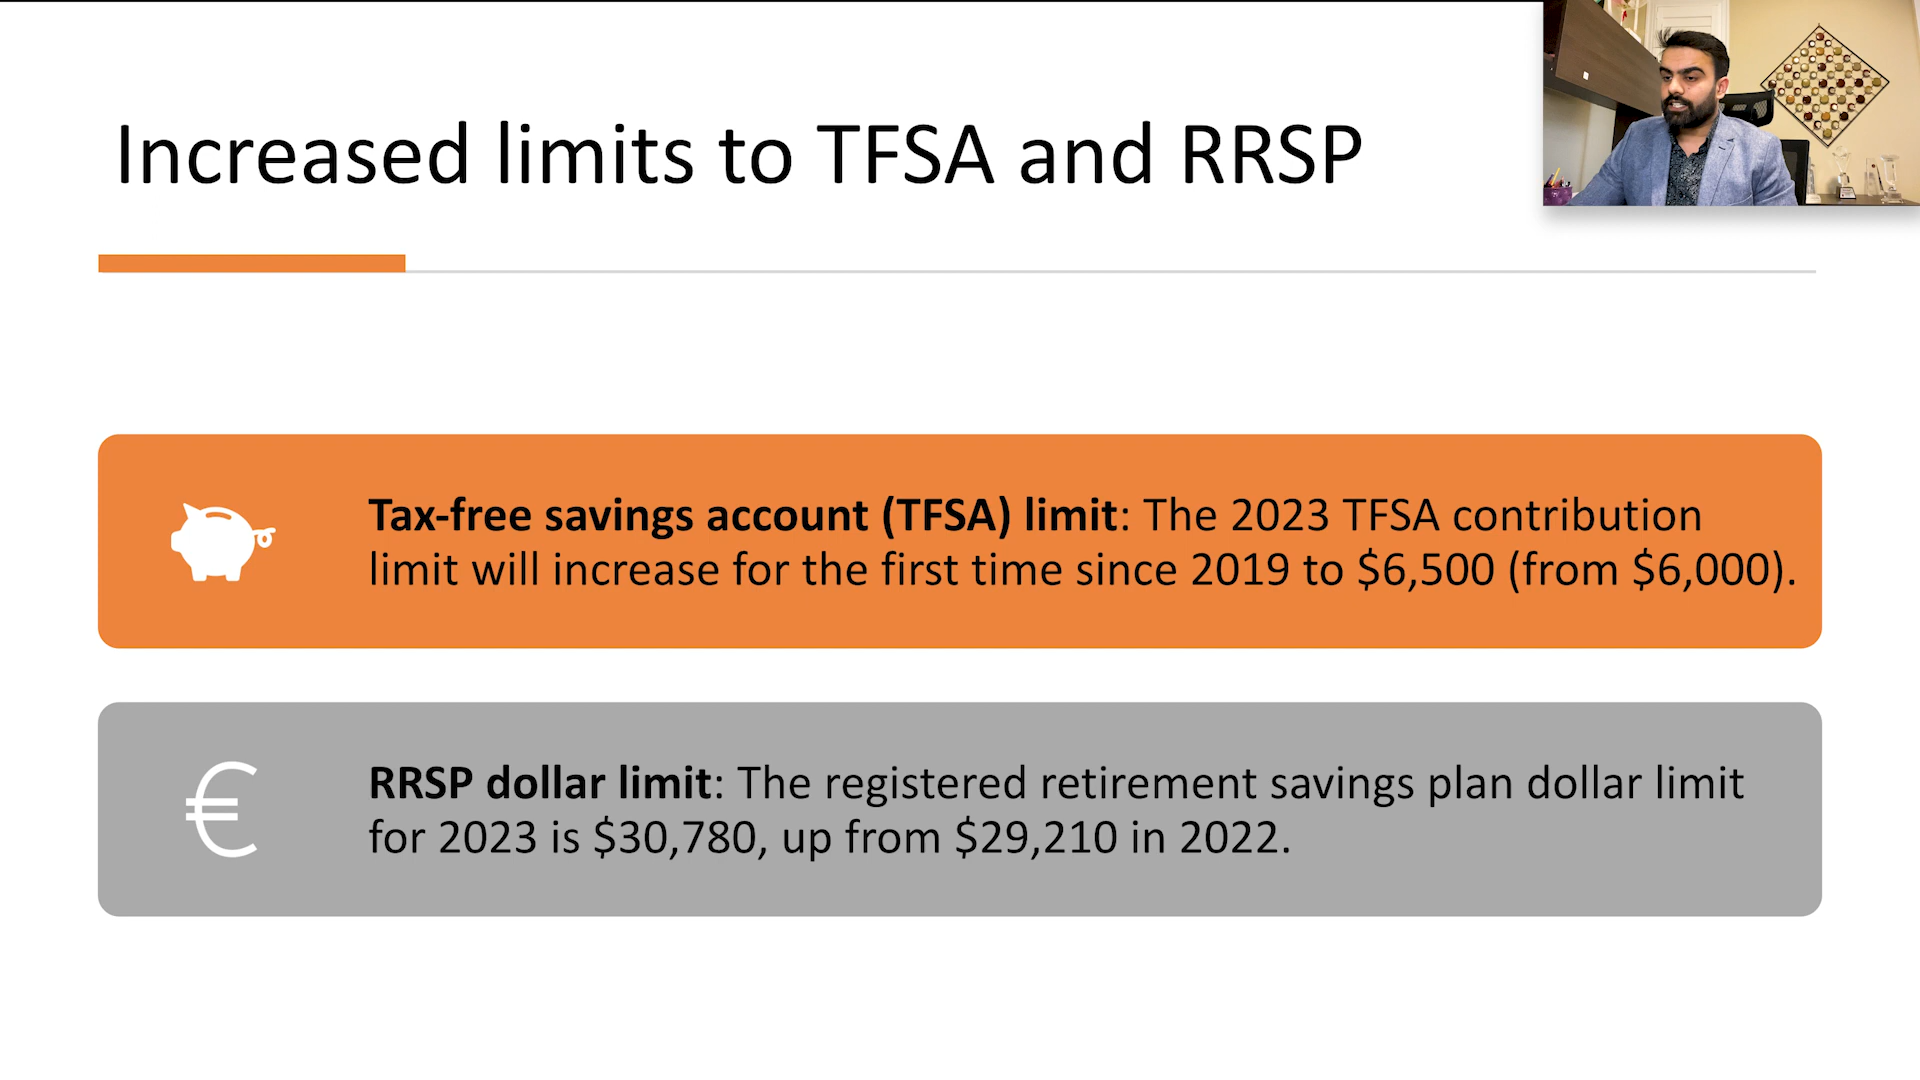 Increased limits to TFSA and RRSP
Tax-free savings account (TFSA) limit: The 2023 TFSA contribution
limit will increase for the first time since 2019 to $6,500 (from $6,000).
€
RRSP dollar limit: The registered retirement savings plan dollar limit
for 2023 is $30,780, up from $29,210 in 2022.